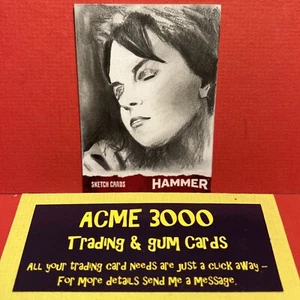 SKETCH CARDS HAMMER
ACME 3000
Trading & Gum Cards
All your trading card needs are just a click away --
For more details send me a message.